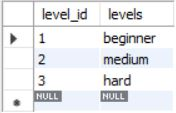 level_id levels
1 beginner
2 medium
3 hard
NULL NULL